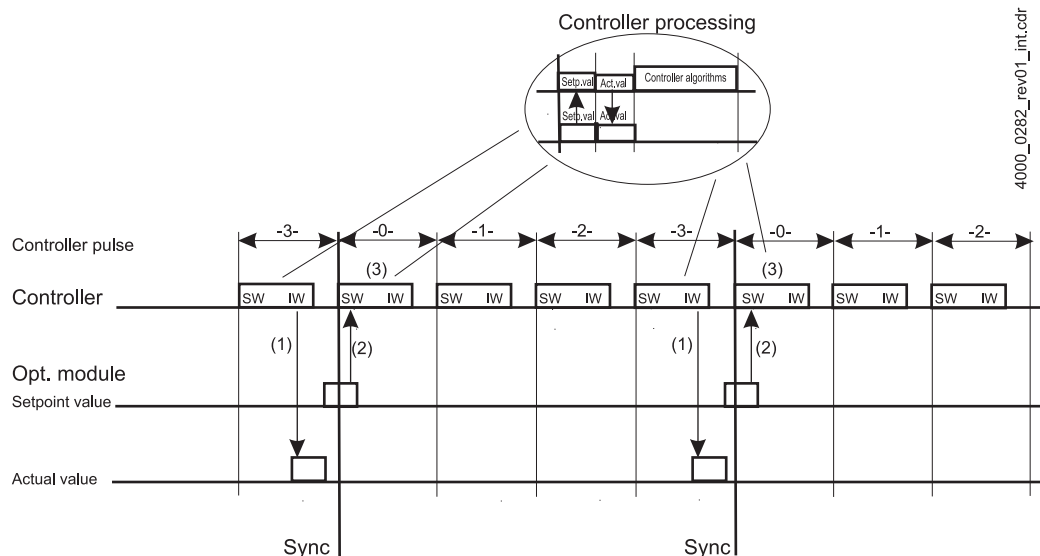 Controller processing
4000_0282_rev01_int.cdr
Setp.val Act.val Controller algorithms
Setp.val Act.val
Controller pulse -3- -0- -1- -2- -3- -0- -1- -2-
(3) (3)
Controller SW IW SW IW SW IW SW IW SW IW SW IW SW IW SW IW
(1) (2) (1) (2)
Opt. module
Setpoint value
Actual value
Sync Sync